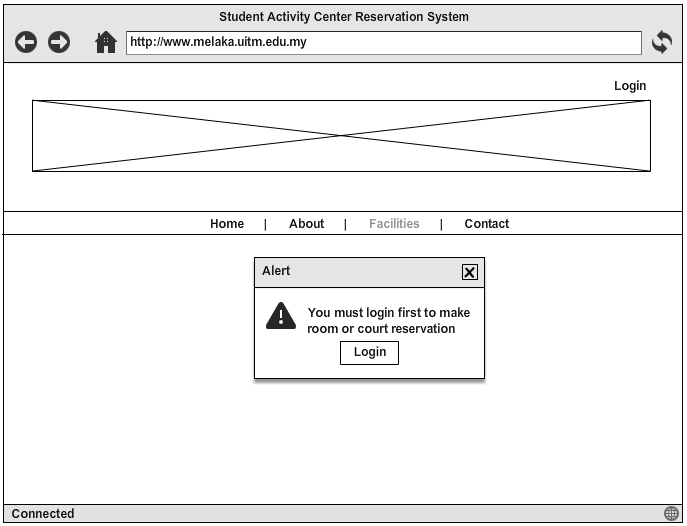 Student Activity Center Reservation System
http://www.melaka.uitm.edu.my
Login
Home | About | Facilities | Contact
Alert
You must login first to make
room or court reservation
Login
Connected